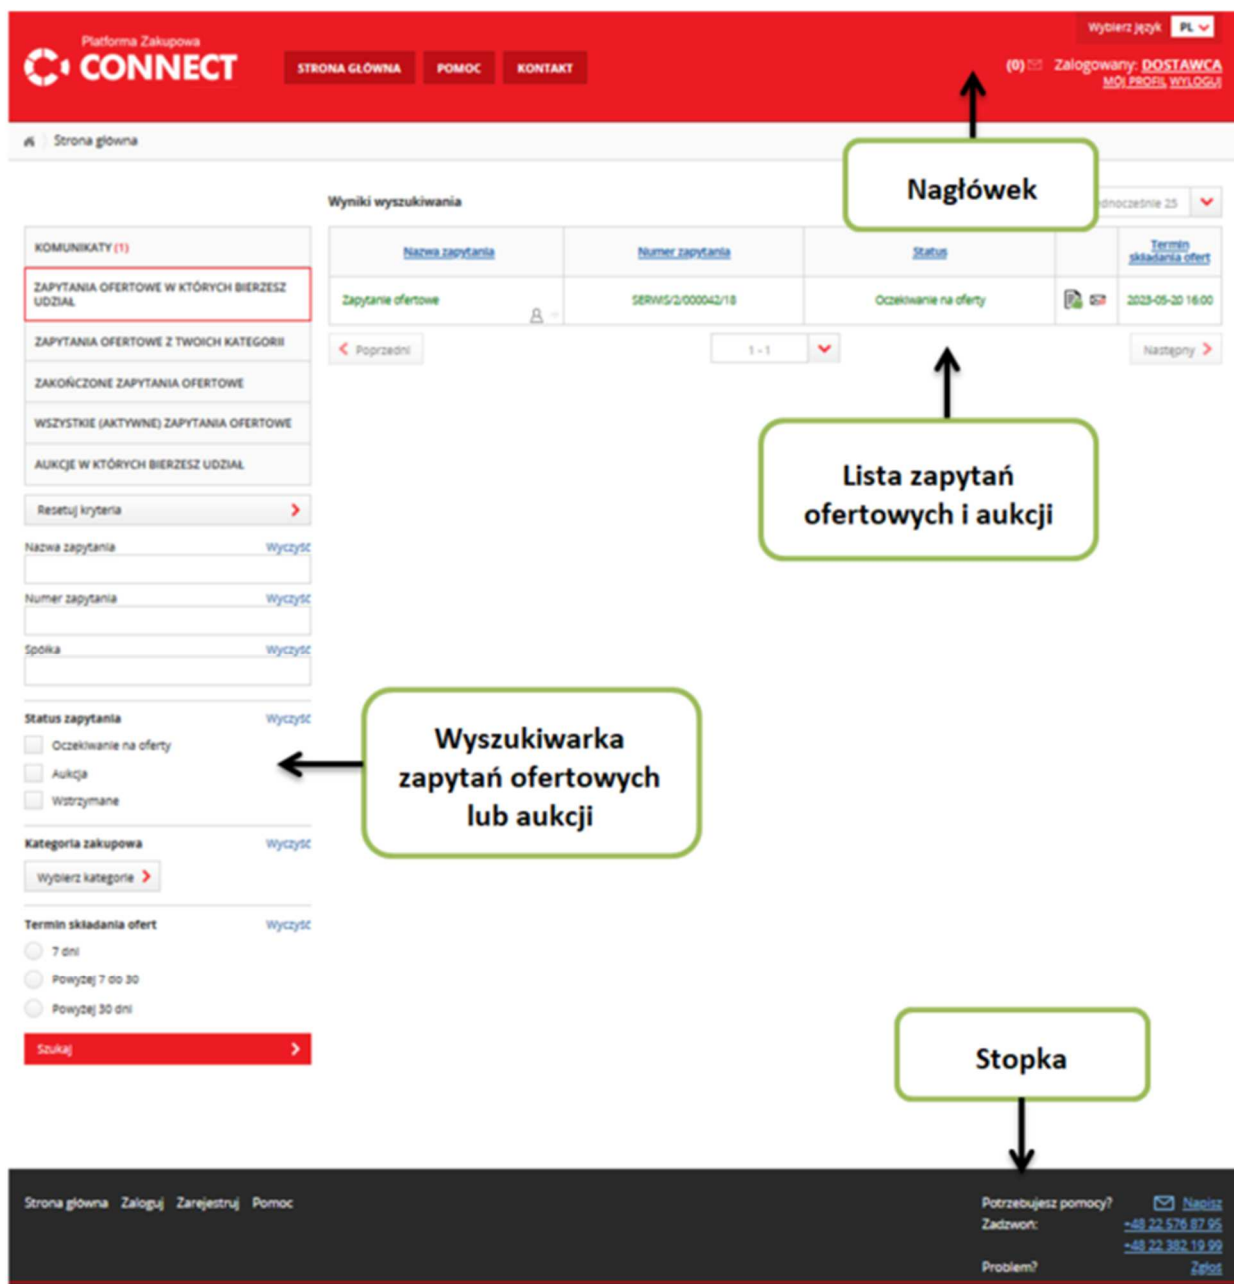 Platforma Zakupowa
CONNECT
STRONA GŁÓWNA
POMOC
KONTAKT
Wybierz język PL
(0) Zalogowany: DOSTAWCA
MÓJ PROFIL WYLOGUJ
Strona główna
Nagłówek
Wyniki wyszukiwania
25
KOMUNIKATY (1)
ZAPYTANIA OFERTOWE W KTÓRYCH BIERZESZ
UDZIAŁ
ZAPYTANIA OFERTOWE Z TWOICH KATEGORII
ZAKOŃCZONE ZAPYTANIA OFERTOWE
WSZYSTKIE (AKTYWNE) ZAPYTANIA OFERTOWE
AUKCJE W KTÓRYCH BIERZESZ UDZIAŁ
Nazwa zapytania
Numer zapytania
Status
Termin
składania ofert
Zapytanie ofertowe
SERWIS/2/000042/18
Oczekiwanie na oferty
2023-05-20 16:00
Poprzedni
1 - 1
Następny
Lista zapytań
ofertowych i aukcji
Resetuj kryteria
Nazwa zapytania Wyczyść
Numer zapytania Wyczyść
Spółka Wyczyść
Status zapytania Wyczyść
Oczekiwanie na oferty
Aukcja
Wstrzymane
Wyszukiwarka
zapytań ofertowych
lub aukcji
Kategoria zakupowa Wyczyść
Wybierz kategorie
Termin składania ofert Wyczyść
7 dni
Powyżej 7 do 30
Powyżej 30 dni
Szukaj
Stopka
Strona główna Zaloguj Zarejestruj Pomoc
Potrzebujesz pomocy? Napisz
Zadzwoń: +48 22 576 87 95
+48 22 382 19 99
Problem? Zgłoś